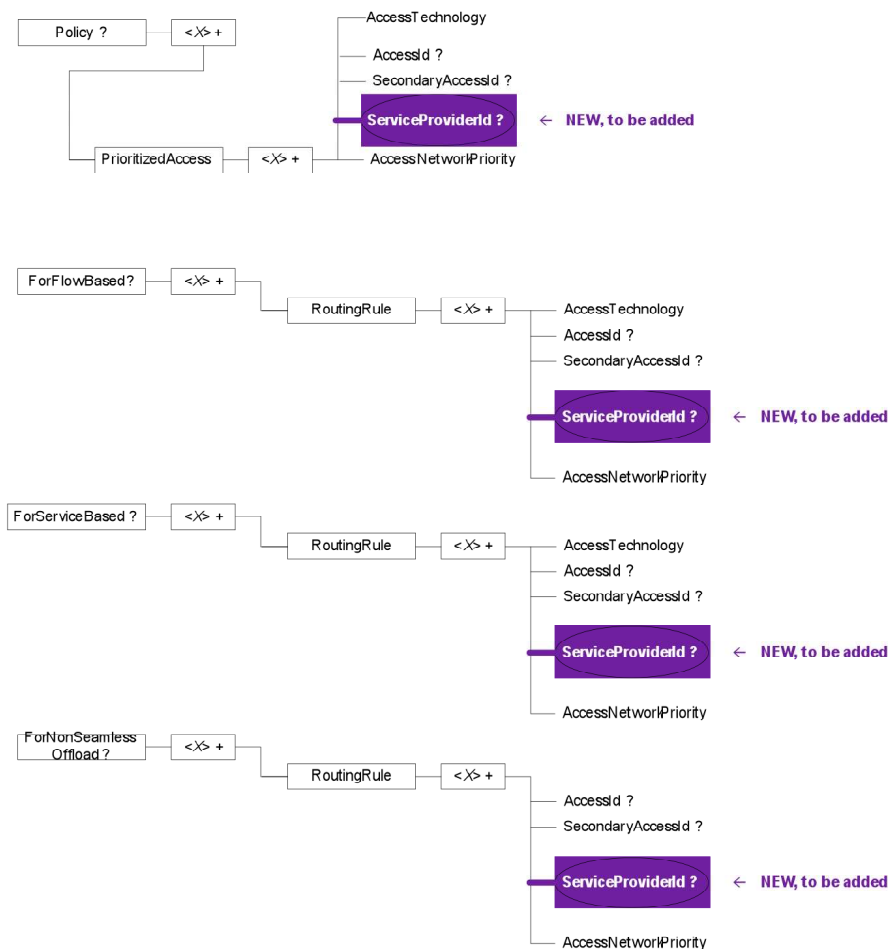 AccessTechnology
Policy ? <X> +
AccessId ?
SecondaryAccessId ?
ServiceProviderId ? ← NEW, to be added
PrioritizedAccess <X> + AccessNetworkPriority
ForFlowBased? <X> +
RoutingRule <X> + AccessTechnology
AccessId ?
SecondaryAccessId ?
ServiceProviderId ? ← NEW, to be added
AccessNetworkPriority
ForServiceBased ? <X> +
RoutingRule <X> + AccessTechnology
AccessId ?
SecondaryAccessId ?
ServiceProviderId ? ← NEW, to be added
AccessNetworkPriority
ForNonSeamless
Offload ? <X> +
RoutingRule <X> +
AccessId ?
SecondaryAccessId ?
ServiceProviderId ? ← NEW, to be added
AccessNetworkPriority